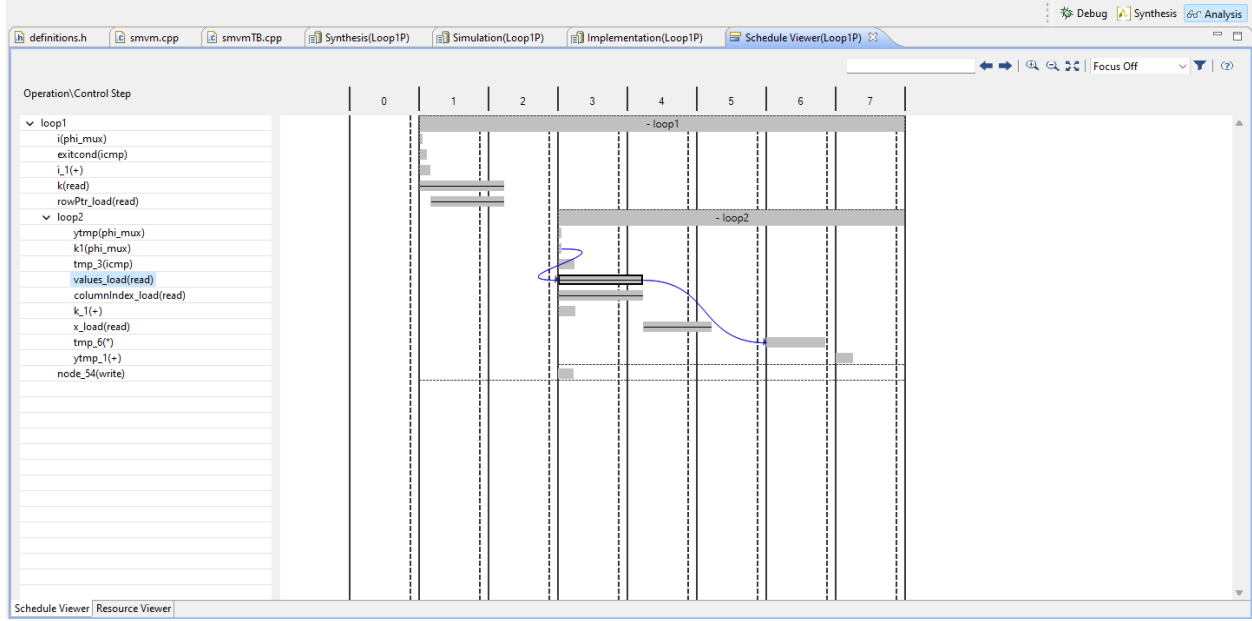 Debug Synthesis Analysis
definitions.h smvm.cpp smvmTB.cpp Synthesis(Loop1P) Simulation(Loop1P) Implementation(Loop1P) Schedule Viewer(Loop1P)
Focus Off
Operation\Control Step 0 1 2 3 4 5 6 7
loop1 - loop1
i(phi_mux)
exitcond(icmp)
i_1(+)
k(read)
rowPtr_load(read)
loop2 - loop2
ytmp(phi_mux)
k1(phi_mux)
tmp_3(icmp)
values_load(read)
columnIndex_load(read)
k_1(+)
x_load(read)
tmp_6(*)
ytmp_1(+)
node_54(write)
Schedule Viewer Resource Viewer